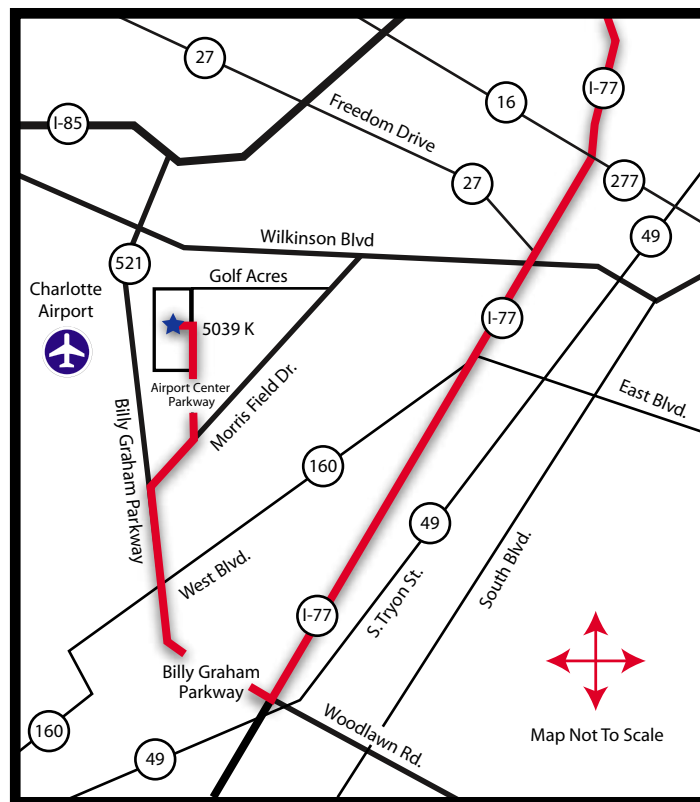 I-77
27
16
Freedom Drive
I-85
277
27
49
Wilkinson Blvd
521
Golf Acres
Charlotte
Airport
I-77
5039 K
Airport Center
Parkway
Morris Field Dr.
East Blvd.
Billy Graham
Parkway
160
49
West Blvd.
South Blvd.
S. Tryon St.
I-77
Billy Graham
Parkway
Woodlawn Rd.
160
49
Map Not To Scale